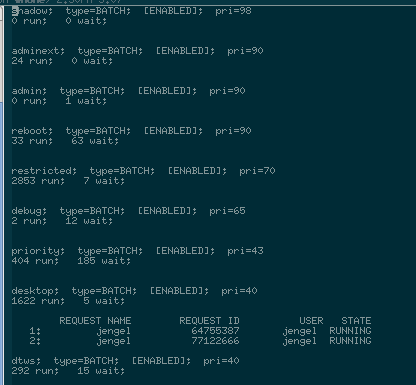 shadow;  type=BATCH;  [ENABLED];  pri=98
0 run;   0 wait;
adminext;  type=BATCH;  [ENABLED];  pri=90
24 run;   0 wait;
admin;  type=BATCH;  [ENABLED];  pri=90
0 run;   1 wait;
reboot;  type=BATCH;  [ENABLED];  pri=90
33 run;   63 wait;
restricted;  type=BATCH;  [ENABLED];  pri=70
2853 run;   7 wait;
debug;  type=BATCH;  [ENABLED];  pri=65
2 run;   12 wait;
priority;  type=BATCH;  [ENABLED];  pri=43
404 run;   185 wait;
desktop;  type=BATCH;  [ENABLED];  pri=40
1622 run;   5 wait;
REQUEST NAME   REQUEST ID   USER   STATE
1:   jengel   64755387   jengel   RUNNING
2:   jengel   77122666   jengel   RUNNING
dtws;  type=BATCH;  [ENABLED];  pri=40
292 run;   15 wait;